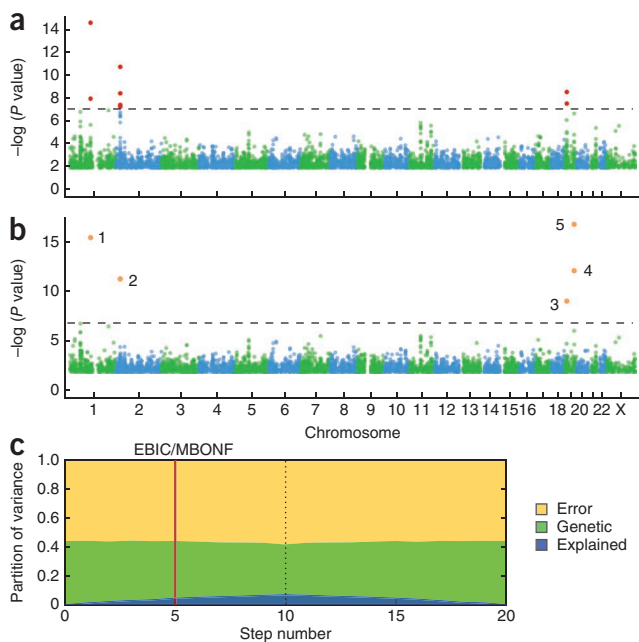 a
14
12
10
8
6
4
2
0
–log (P value)
b
15
10
5
0
–log (P value)
1
2
5
4
3
1 2 3 4 5 6 7 8 9 10 11 12 13 14 1516 18 20 22 X
Chromosome
c
EBIC/MBONF
1.0
0.8
0.6
0.4
0.2
0
Partition of variance
0 5 10 15 20
Step number
Error
Genetic
Explained